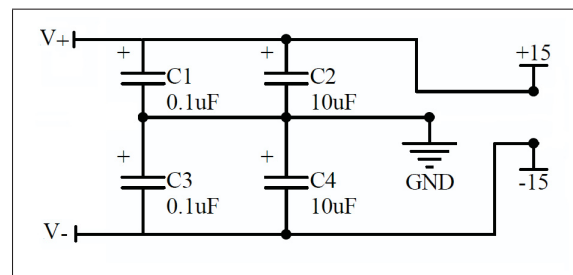 V+
+
+
+15
C1
C2
0.1uF
10uF
+
+
GND
-15
C3
C4
0.1uF
10uF
V-